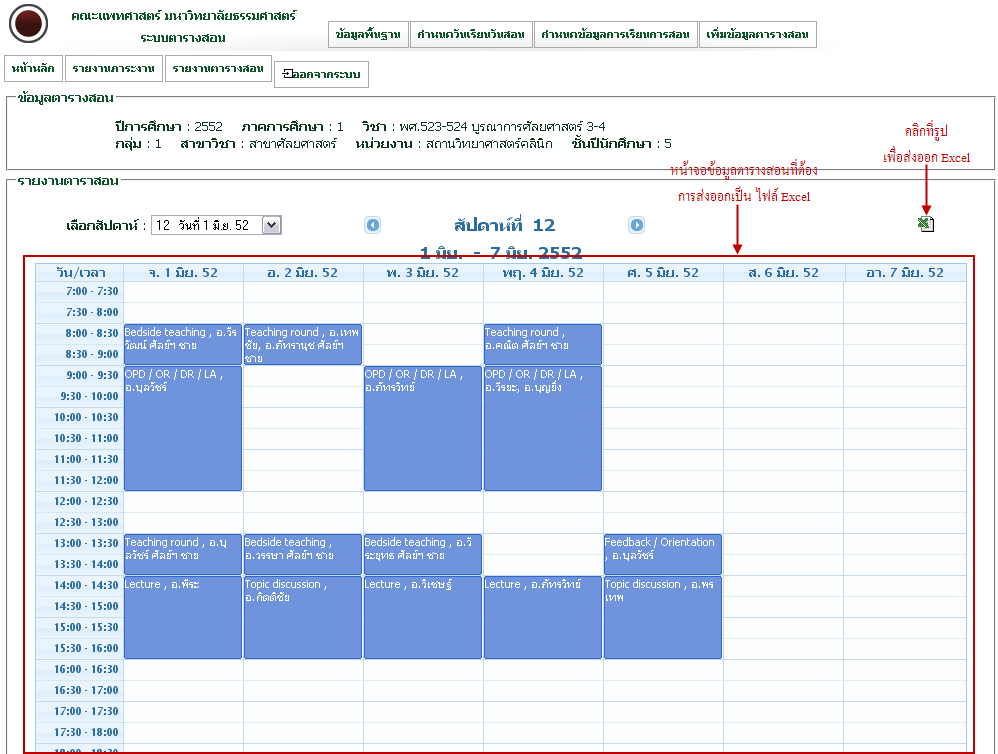 คณะแพทศาสตร์ มหาวิทยาลัยธรรมศาสตร์
ระบบตารางสอน
ข้อมูลพื้นฐาน กำหนดวันเรียนวันสอน กำหนดข้อมูลการเรียนการสอน เพิ่มข้อมูลตารางสอน
หน้าหลัก รายงานภาระงาน รายงานตารางสอน ออกจากระบบ
ข้อมูลตารางสอน
ปีการศึกษา : 2552 ภาคการศึกษา : 1 วิชา : พศ.523-524 บูรณาการศัลยศาสตร์ 3-4
กลุ่ม : 1 สาขาวิชา : สาขาศัลยศาสตร์ หน่วยงาน : สถานวิทยาศาสตร์คลินิก ชั้นปีนักศึกษา : 5
คลิกที่รูป
เพื่อส่งออก Excel
หน้าจอข้อมูลตารางสอนที่ต้อง
การส่งออกเป็น ไฟล์ Excel
รายงานตาราสอน
เลือกสัปดาห์ : 12 วันที่ 1 มิ.ย. 52
สัปดาห์ที่ 12
1 มิย. - 7 มิย. 2552
วัน/เวลา จ. 1 มิย. 52 อ. 2 มิย. 52 พ. 3 มิย. 52 พฤ. 4 มิย. 52 ศ. 5 มิย. 52 ส. 6 มิย. 52 อา. 7 มิย. 52
7:00 - 7:30
7:30 - 8:00
8:00 - 8:30
8:30 - 9:00
9:00 - 9:30
9:30 - 10:00
10:00 - 10:30
10:30 - 11:00
11:00 - 11:30
11:30 - 12:00
12:00 - 12:30
12:30 - 13:00
13:00 - 13:30
13:30 - 14:00
14:00 - 14:30
14:30 - 15:00
15:00 - 15:30
15:30 - 16:00
16:00 - 16:30
16:30 - 17:00
17:00 - 17:30
17:30 - 18:00
18:00 - 18:30
Bedside teaching , อ.วีร
วัฒน์ ศัลย์ฯ ชาย
OPD / OR / DR / LA ,
อ.บุลวัชร์
Teaching round , อ.บุ
ลวัชร์ ศัลย์ฯ ชาย
Lecture , อ.พีระ
Teaching round , อ.เทพ
ชัย, อ.ภัทรานุช ศัลย์ฯ
ชาย
Bedside teaching ,
อ.วรรษา ศัลย์ฯ ชาย
Topic discussion ,
อ.กิตติชัย
OPD / OR / DR / LA ,
อ.ภัทรวิทย์
Bedside teaching , อ.วี
ระยุทธ ศัลย์ฯ ชาย
Lecture , อ.วิเชษฐ์
Teaching round ,
อ.คณิต ศัลย์ฯ ชาย
OPD / OR / DR / LA ,
อ.วิรยะ, อ.บุญยิ่ง
Lecture , อ.ภัทรวิทย์
Feedback / Orientation
, อ.บุลวัชร์
Topic discussion , อ.พร
เทพ